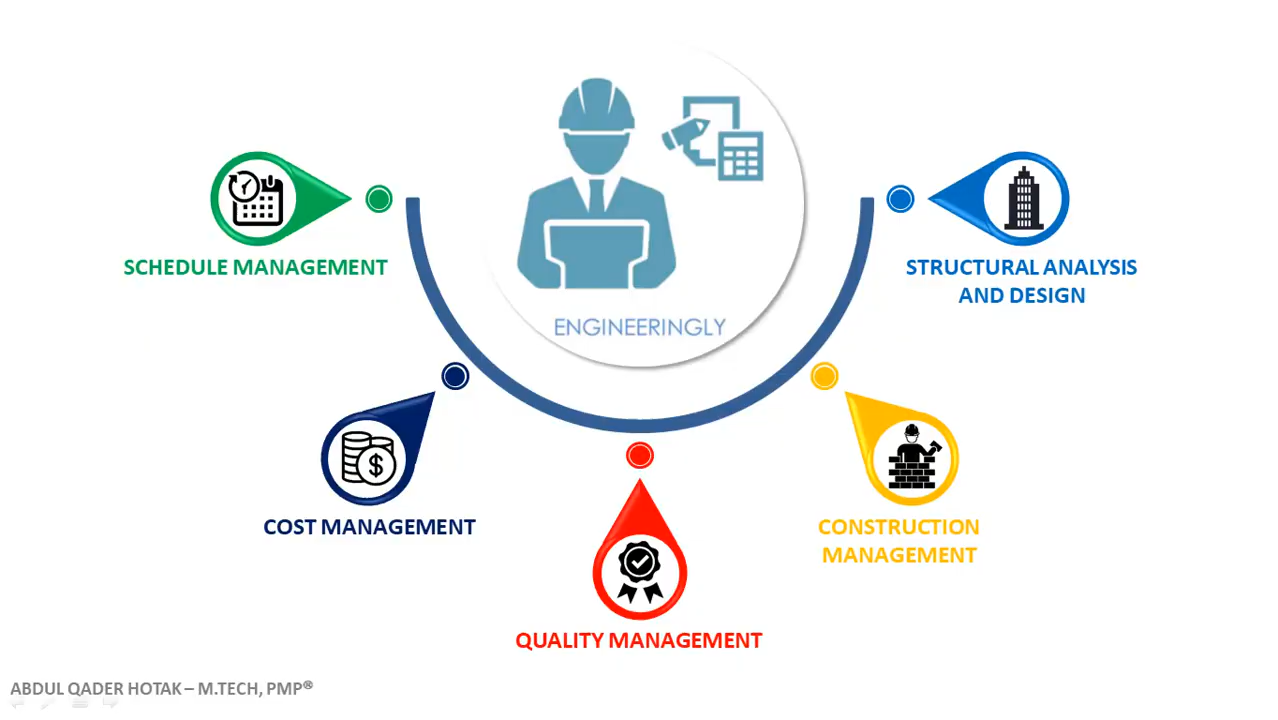 ENGINEERINGLY
SCHEDULE MANAGEMENT
STRUCTURAL ANALYSIS
AND DESIGN
COST MANAGEMENT
$
CONSTRUCTION
MANAGEMENT
QUALITY MANAGEMENT
ABDUL QADER HOTAK – M.TECH, PMP®